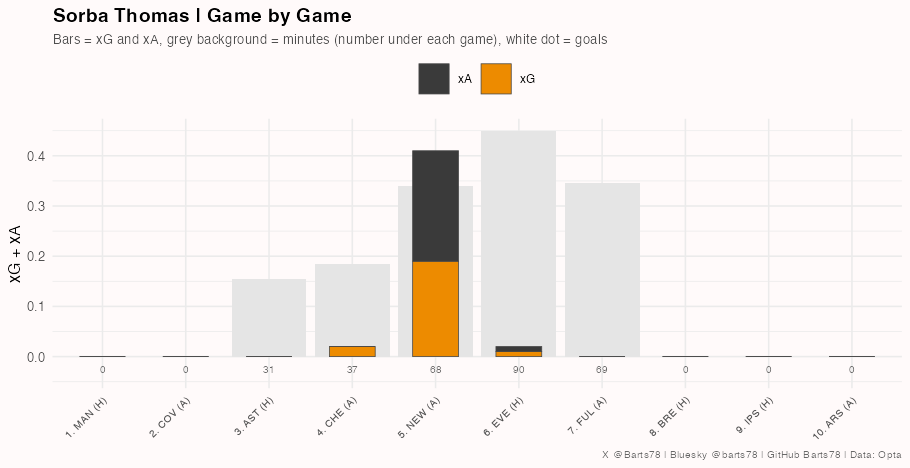 Sorba Thomas | Game by Game
Bars = xG and xA, grey background = minutes (number under each game), white dot = goals
xA xG
xG + xA
0.4
0.3
0.2
0.1
0.0
0 0 31 37 68 90 69 0 0 0
1. MAN (H) 2. COV (A) 3. AST (H) 4. CHE (A) 5. NEW (A) 6. EVE (H) 7. FUL (A) 8. BRE (H) 9. IPS (H) 10. ARS (A)
X @Barts78 | Bluesky @barts78 | GitHub Barts78 | Data: Opta